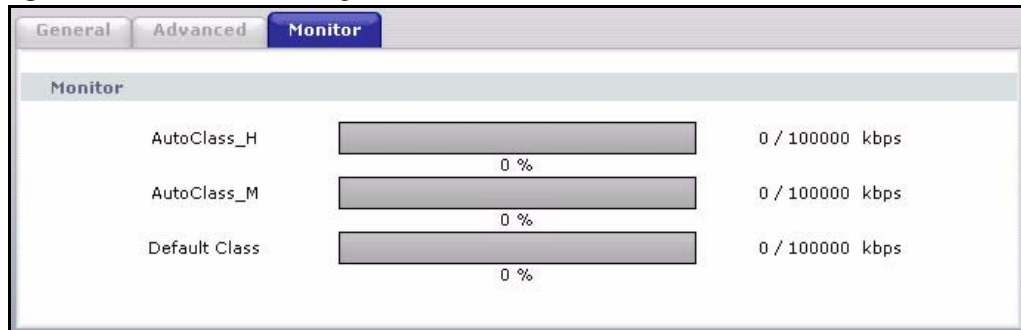 General Advanced Monitor
Monitor
AutoClass_H 0 / 100000 kbps
0 %
AutoClass_M 0 / 100000 kbps
0 %
Default Class 0 / 100000 kbps
0 %